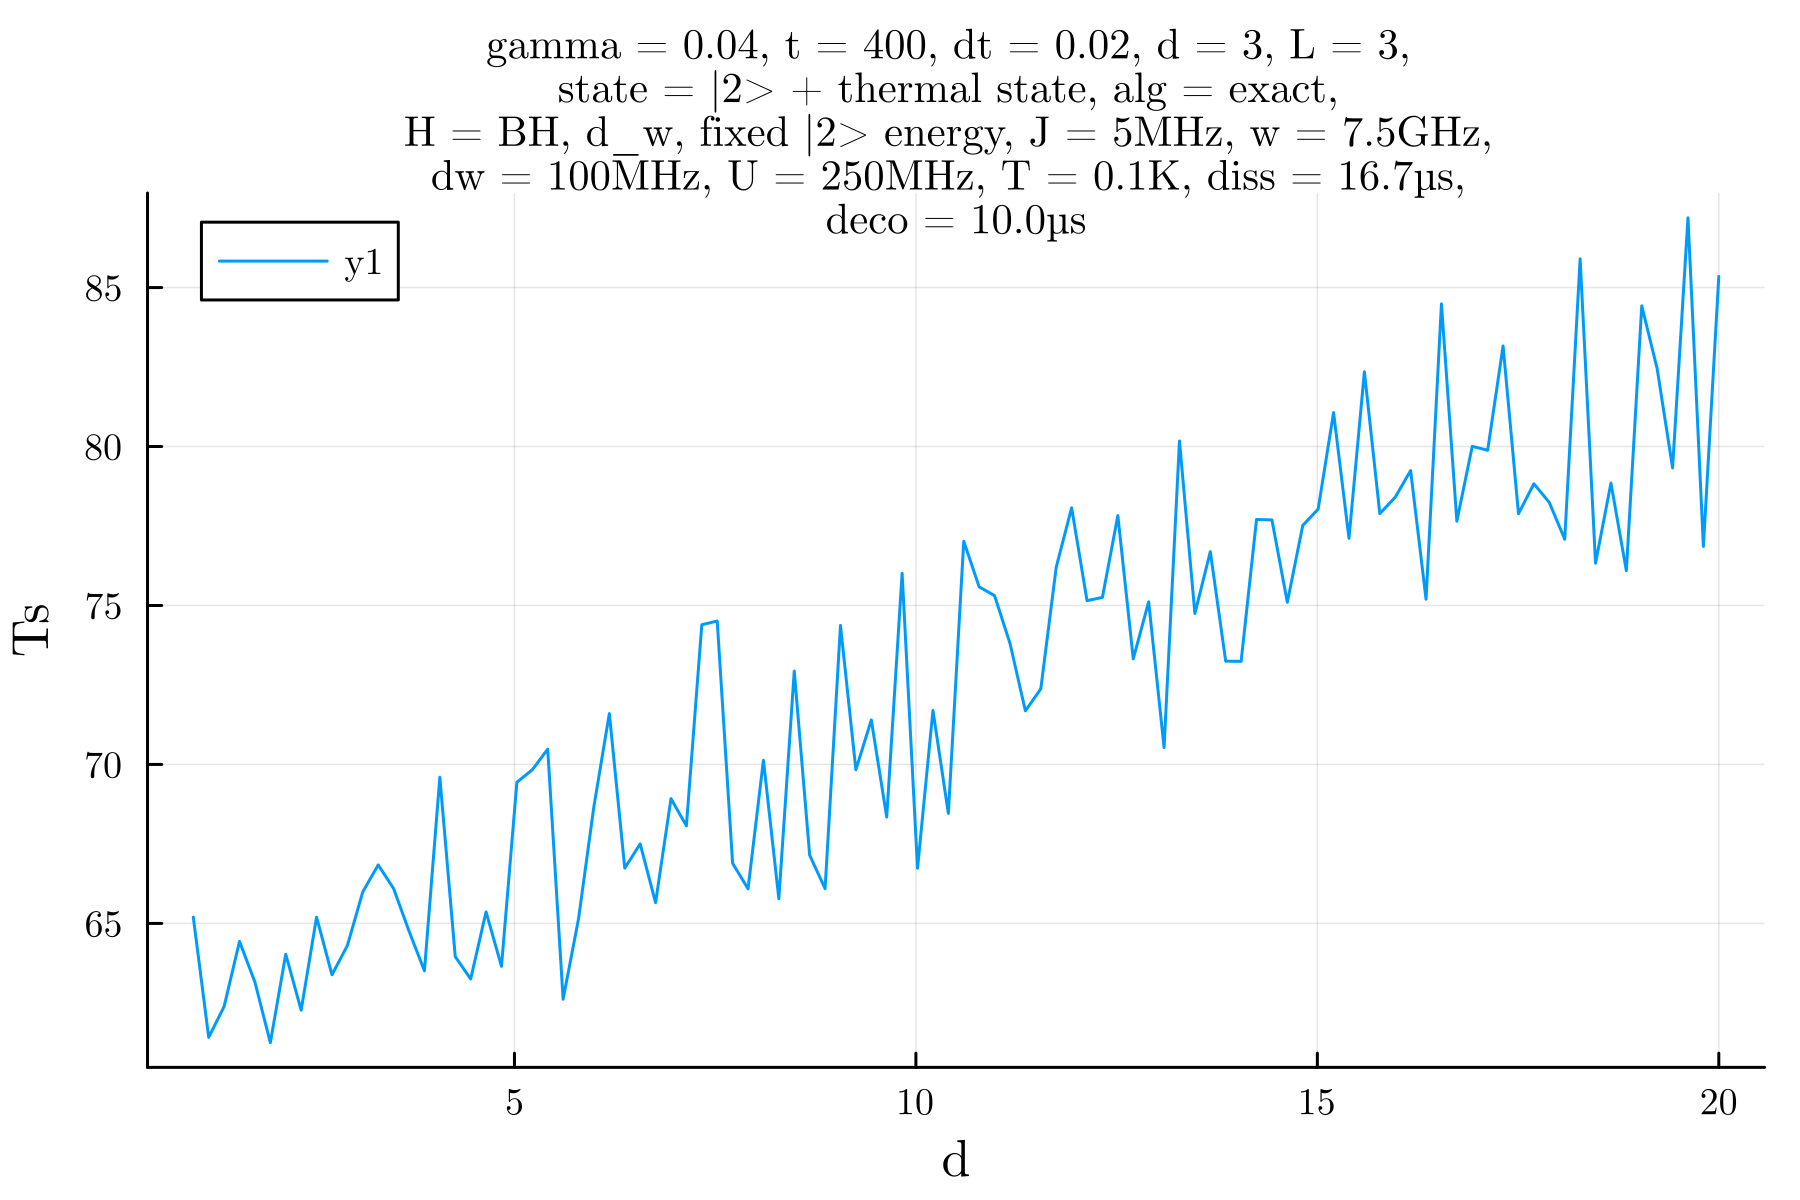 gamma = 0.04, t = 400, dt = 0.02, d = 3, L = 3,
state = |2> + thermal state, alg = exact,
H = BH, d_w, fixed |2> energy, J = 5MHz, w = 7.5GHz,
dw = 100MHz, U = 250MHz, T = 0.1K, diss = 16.7µs,
deco = 10.0µs
y1
85
80
75
70
65
Ts
5
10
15
20
d